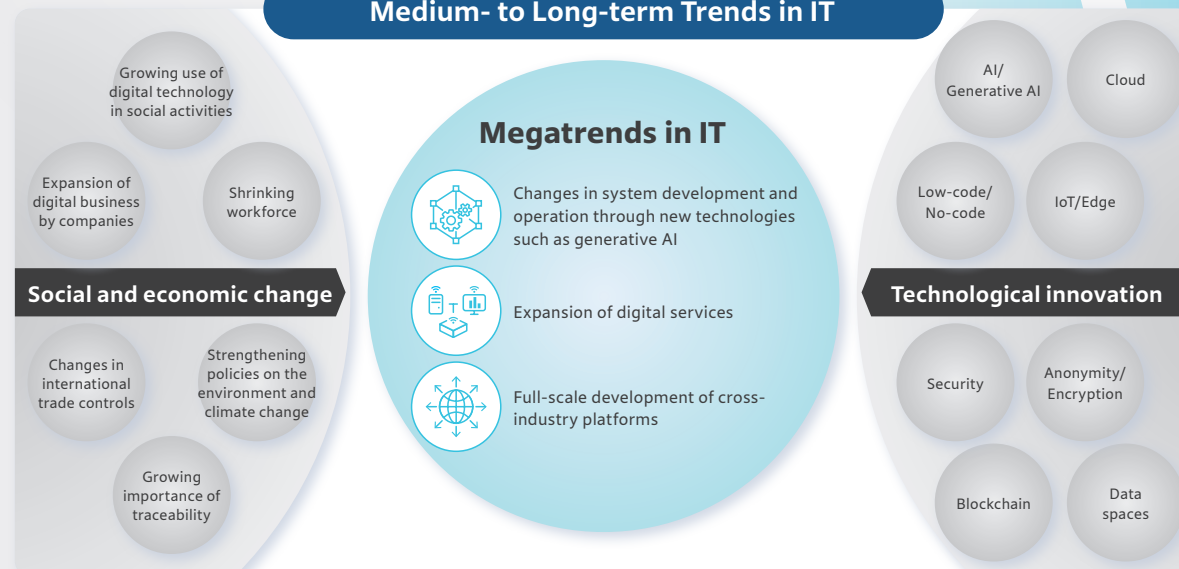 Medium- to Long-term Trends in IT
Growing use of
digital technology
in social activities
Expansion of
digital business
by companies
Shrinking
workforce
Social and economic change
Changes in
international
trade controls
Strengthening
policies on the
environment and
climate change
Growing
importance of
traceability
Megatrends in IT
Changes in system development and
operation through new technologies
such as generative AI
Expansion of digital services
Full-scale development of cross-
industry platforms
AI/
Generative AI
Cloud
Low-code/
No-code
IoT/Edge
Technological innovation
Security
Anonymity/
Encryption
Blockchain
Data
spaces